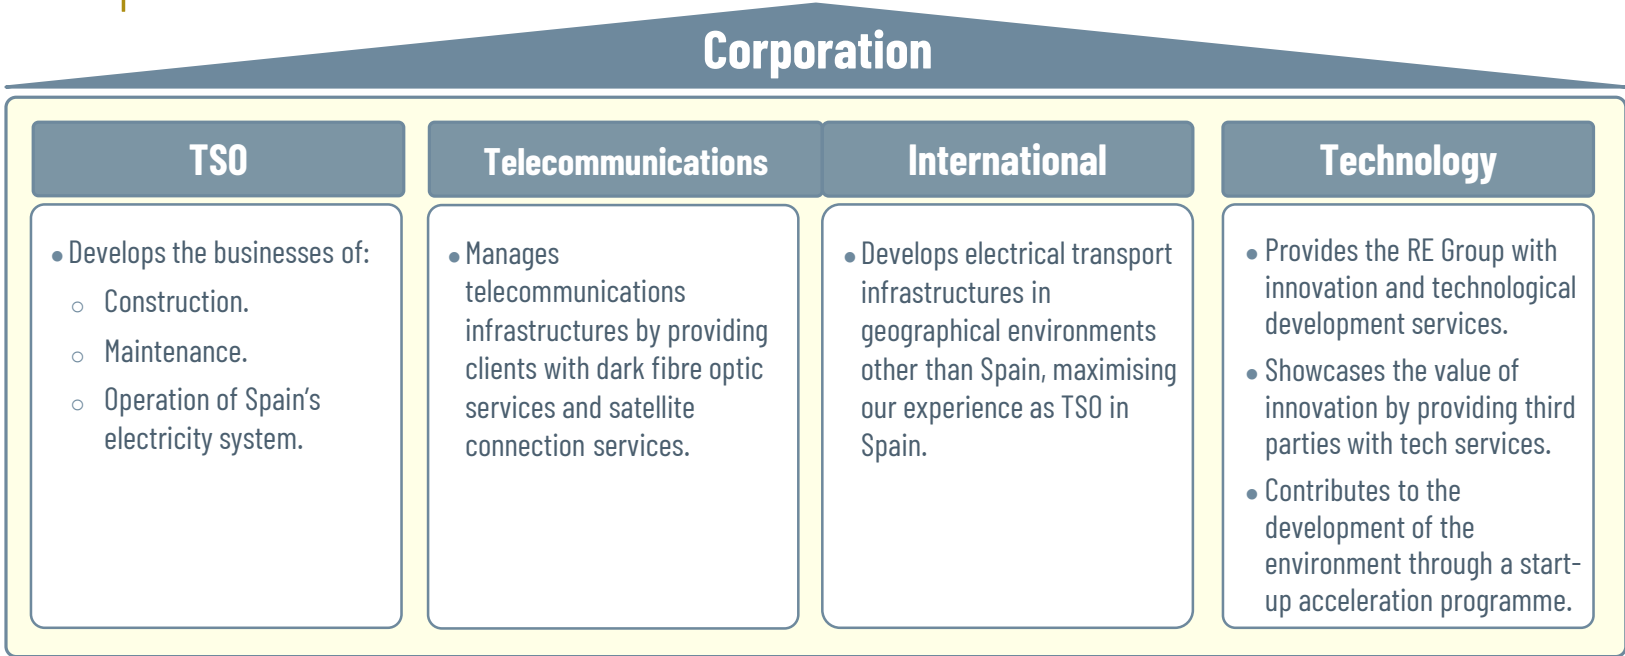 Corporation
TSO
• Develops the businesses of:
○ Construction.
○ Maintenance.
○ Operation of Spain's
electricity system.
Telecommunications
• Manages
telecommunications
infrastructures by providing
clients with dark fibre optic
services and satellite
connection services.
International
• Develops electrical transport
infrastructures in
geographical environments
other than Spain, maximising
our experience as TSO in
Spain.
Technology
• Provides the RE Group with
innovation and technological
development services.
• Showcases the value of
innovation by providing third
parties with tech services.
• Contributes to the
development of the
environment through a start-
up acceleration programme.